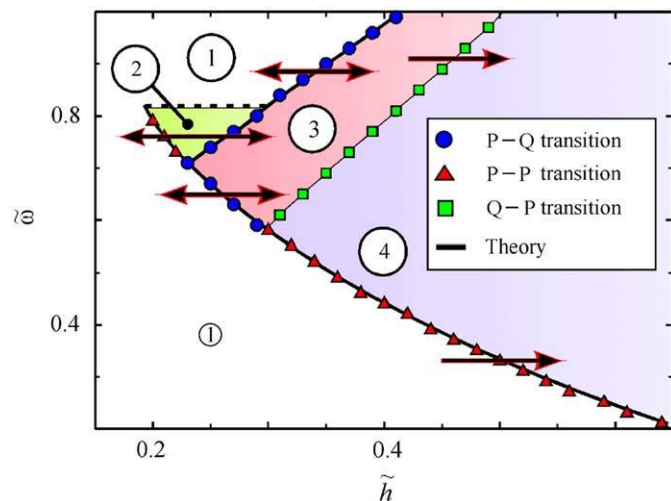 1
2
0.8
3
P–Q transition
P–P transition
Q–P transition
Theory
ω̃
4
0.4
1
0.2
0.4
h̃